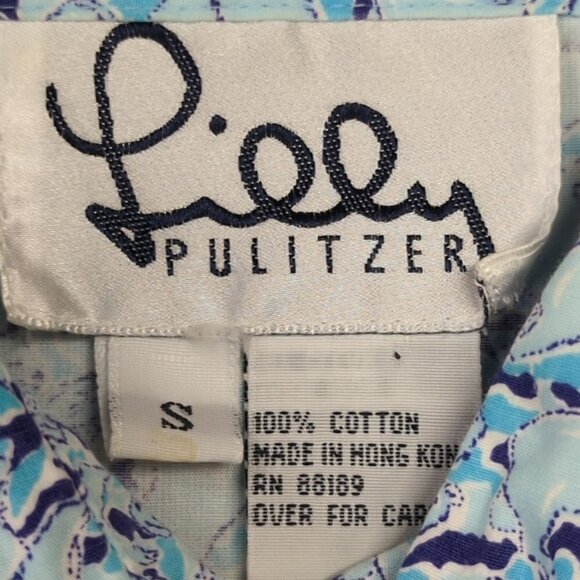 Lilly
PULITZER
S
100% COTTON
MADE IN HONG KON
RN 88189
OVER FOR CAR